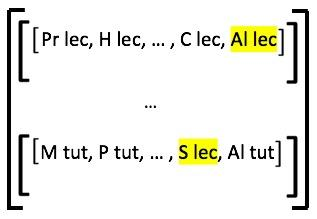 [Pr lec, H lec, ... , C lec, Al lec]
...
[M tut, P tut, ... , S lec, Al tut]